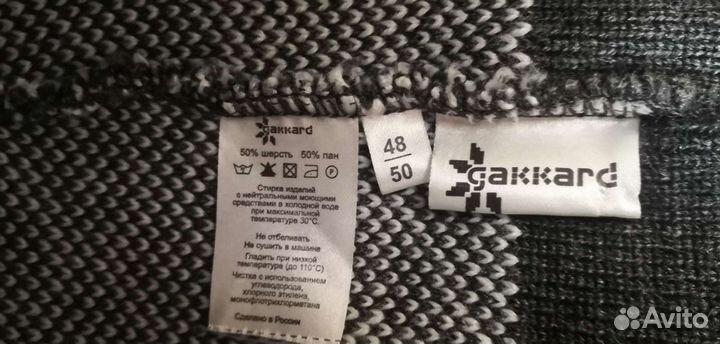 gakkard
50% шерсть 50% пан
P
Стирка изделий
с нейтральными моющими
средствами в холодной воде
при максимальной
температуре 30°С.
Не отбеливать
Не сушить в машине
Гладить при низкой
температуре (до 110°С)
Чистка с использованием
углеводорода,
хлорного этилена,
монофлотрихлорметана
Сделано в России
48
50
gakkard
Avito